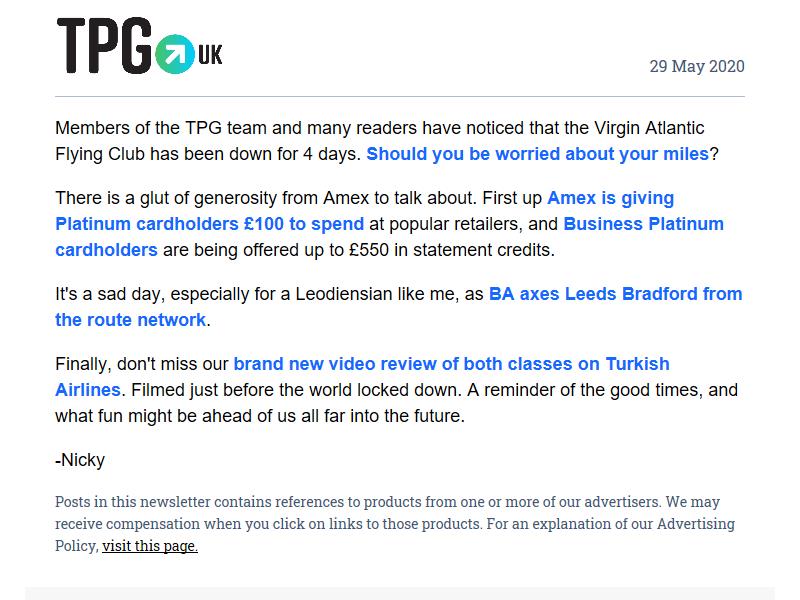 TPG UK
29 May 2020
Members of the TPG team and many readers have noticed that the Virgin Atlantic
Flying Club has been down for 4 days. Should you be worried about your miles?
There is a glut of generosity from Amex to talk about. First up Amex is giving
Platinum cardholders £100 to spend at popular retailers, and Business Platinum
cardholders are being offered up to £550 in statement credits.
It's a sad day, especially for a Leodiensian like me, as BA axes Leeds Bradford from
the route network.
Finally, don't miss our brand new video review of both classes on Turkish
Airlines. Filmed just before the world locked down. A reminder of the good times, and
what fun might be ahead of us all far into the future.
-Nicky
Posts in this newsletter contains references to products from one or more of our advertisers. We may
receive compensation when you click on links to those products. For an explanation of our Advertising
Policy, visit this page.